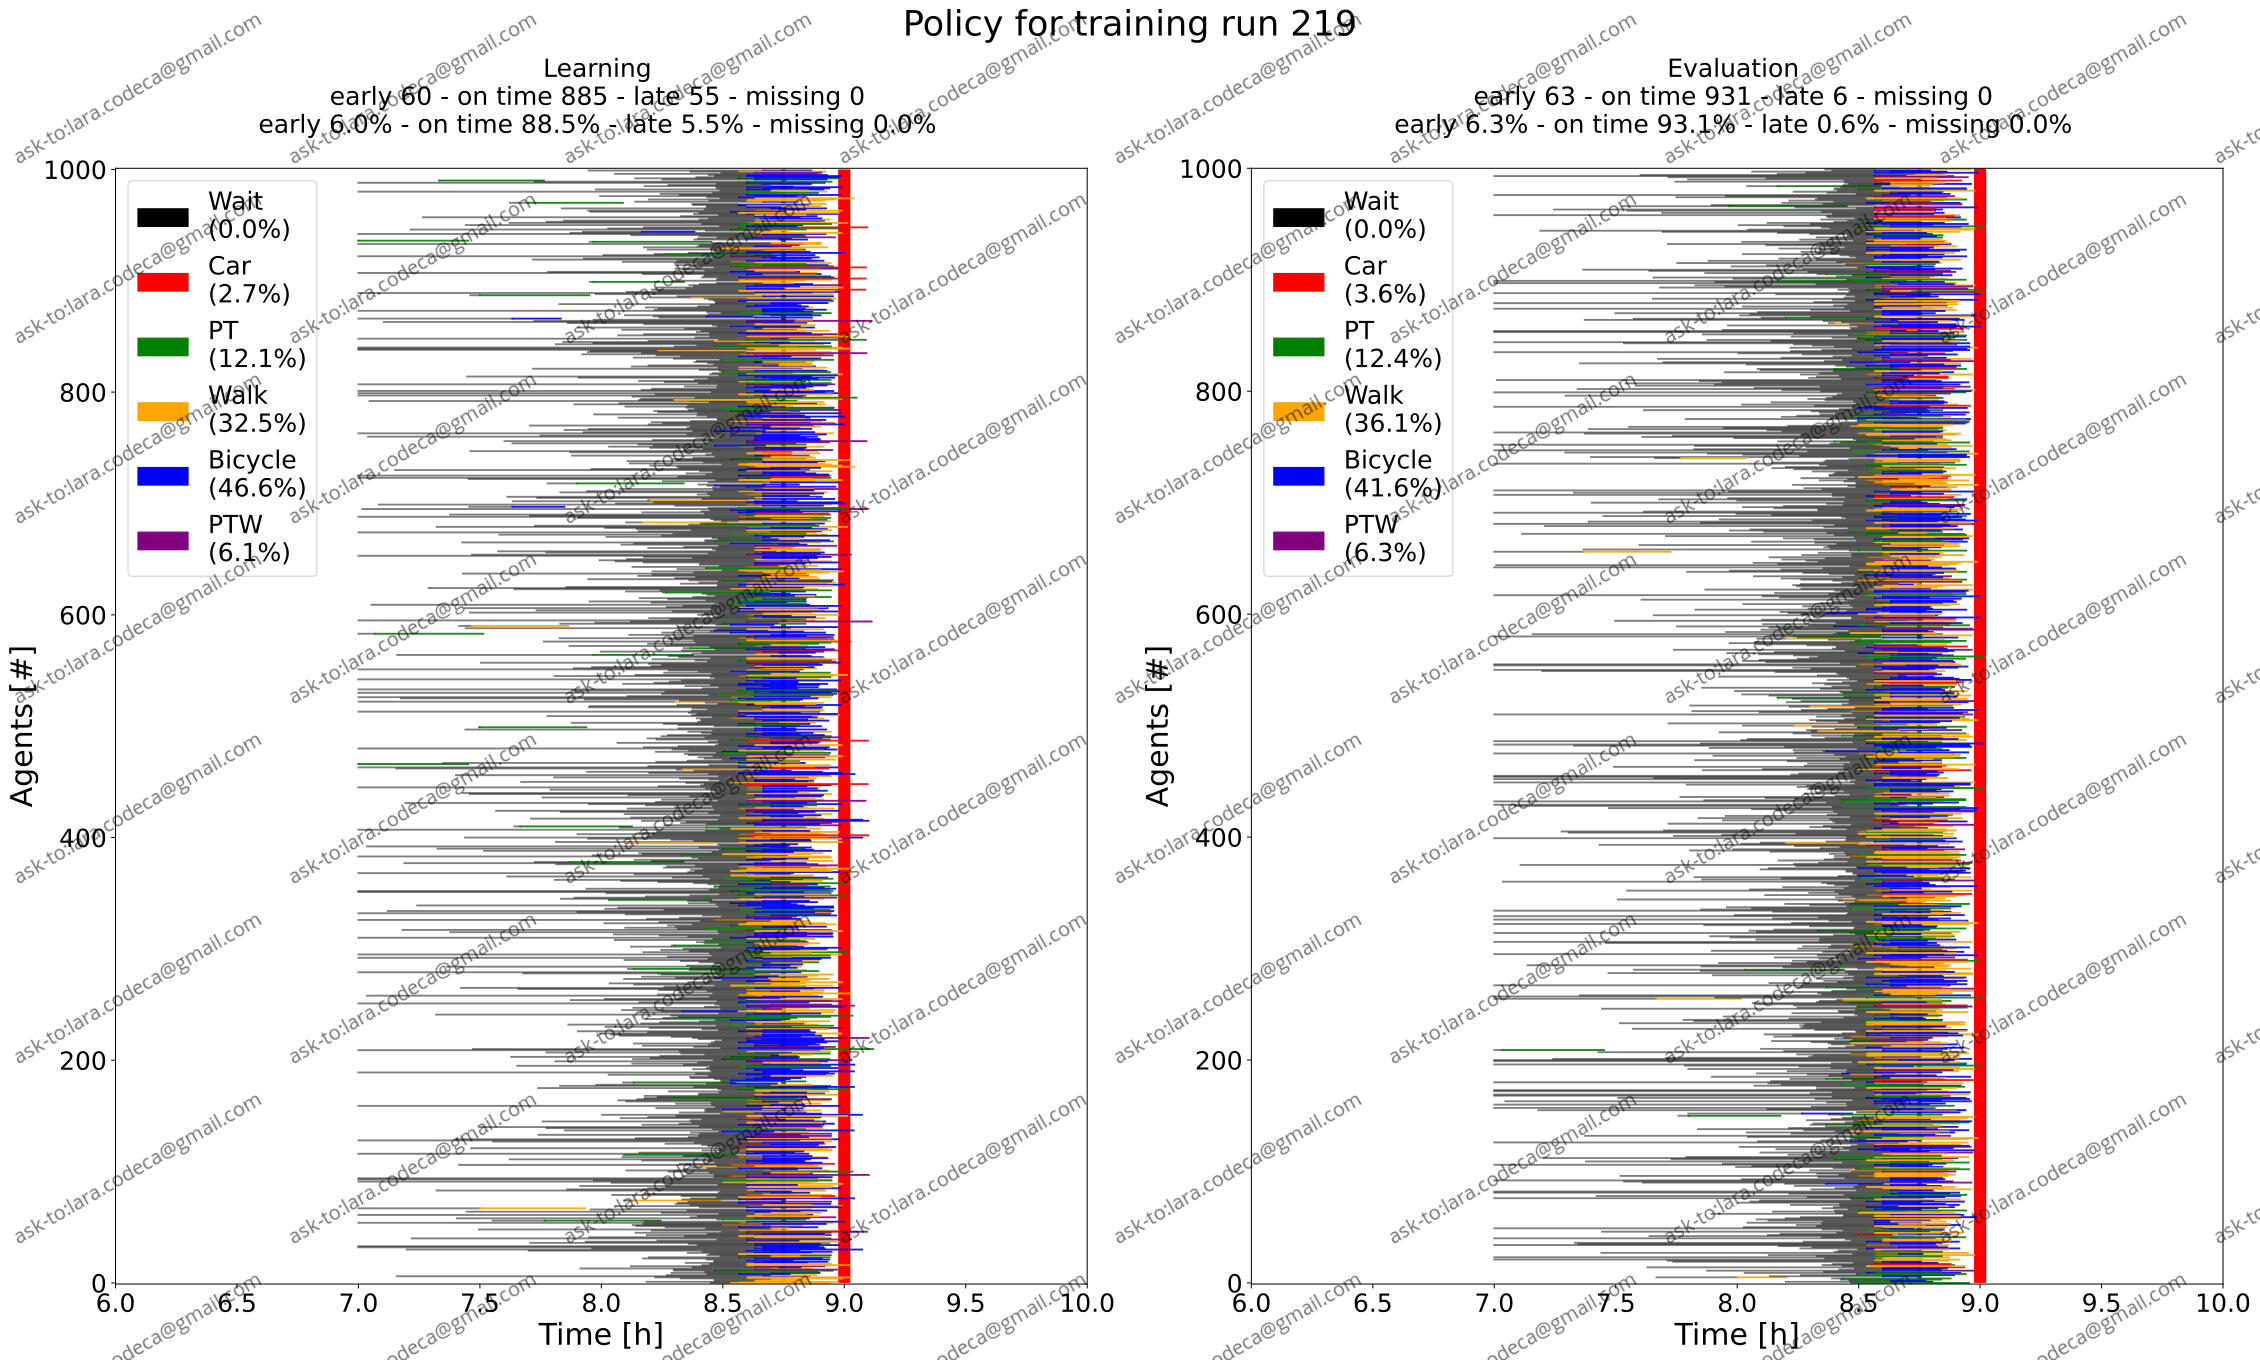 Policy for training run 219
Learning
early 60 - on time 885 - late 55 - missing 0
early 6.0% - on time 88.5% - late 5.5% - missing 0.0%
1000
800
600
400
200
0
Agents [#]
Wait
(0.0%)
Car
(2.7%)
PT
(12.1%)
Walk
(32.5%)
Bicycle
(46.6%)
PTW
(6.1%)
6.0 6.5 7.0 7.5 8.0 8.5 9.0 9.5 10.0
Time [h]
Evaluation
early 63 - on time 931 - late 6 - missing 0
early 6.3% - on time 93.1% - late 0.6% - missing 0.0%
1000
800
600
400
200
0
Agents [#]
Wait
(0.0%)
Car
(3.6%)
PT
(12.4%)
Walk
(36.1%)
Bicycle
(41.6%)
PTW
(6.3%)
6.0 6.5 7.0 7.5 8.0 8.5 9.0 9.5 10.0
Time [h]
ask-to:lara.codeca@gmail.com